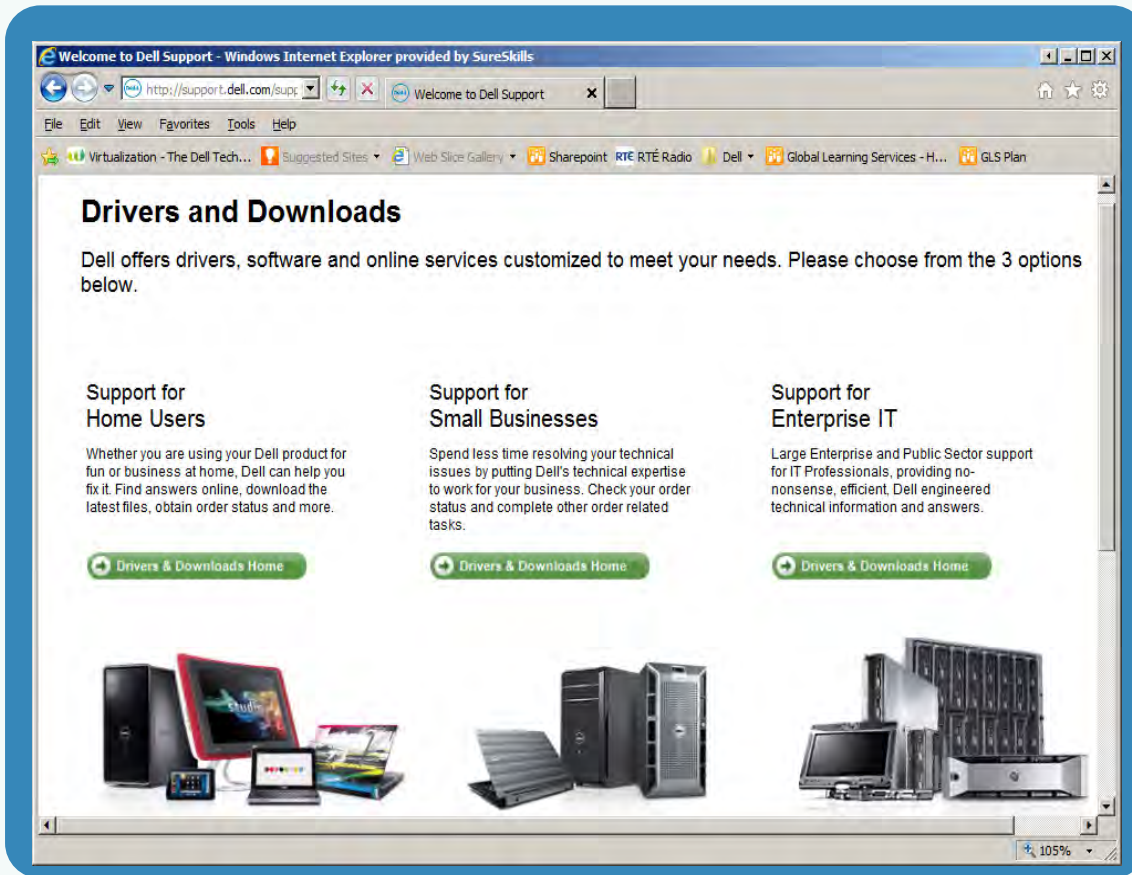 Welcome to Dell Support - Windows Internet Explorer provided by SureSkills
http://support.dell.com/supp
Welcome to Dell Support
File Edit View Favorites Tools Help
Virtualization - The Dell Tech... Suggested Sites Web Slice Gallery Sharepoint RTÉ RTÉ Radio Dell Global Learning Services - H... GLS Plan
Drivers and Downloads
Dell offers drivers, software and online services customized to meet your needs. Please choose from the 3 options
below.
Support for
Home Users
Whether you are using your Dell product for
fun or business at home, Dell can help you
fix it. Find answers online, download the
latest files, obtain order status and more.
Drivers & Downloads Home
Support for
Small Businesses
Spend less time resolving your technical
issues by putting Dell's technical expertise
to work for your business. Check your order
status and complete other order related
tasks.
Drivers & Downloads Home
Support for
Enterprise IT
Large Enterprise and Public Sector support
for IT Professionals, providing no-
nonsense, efficient, Dell engineered
technical information and answers.
Drivers & Downloads Home
studio
105%